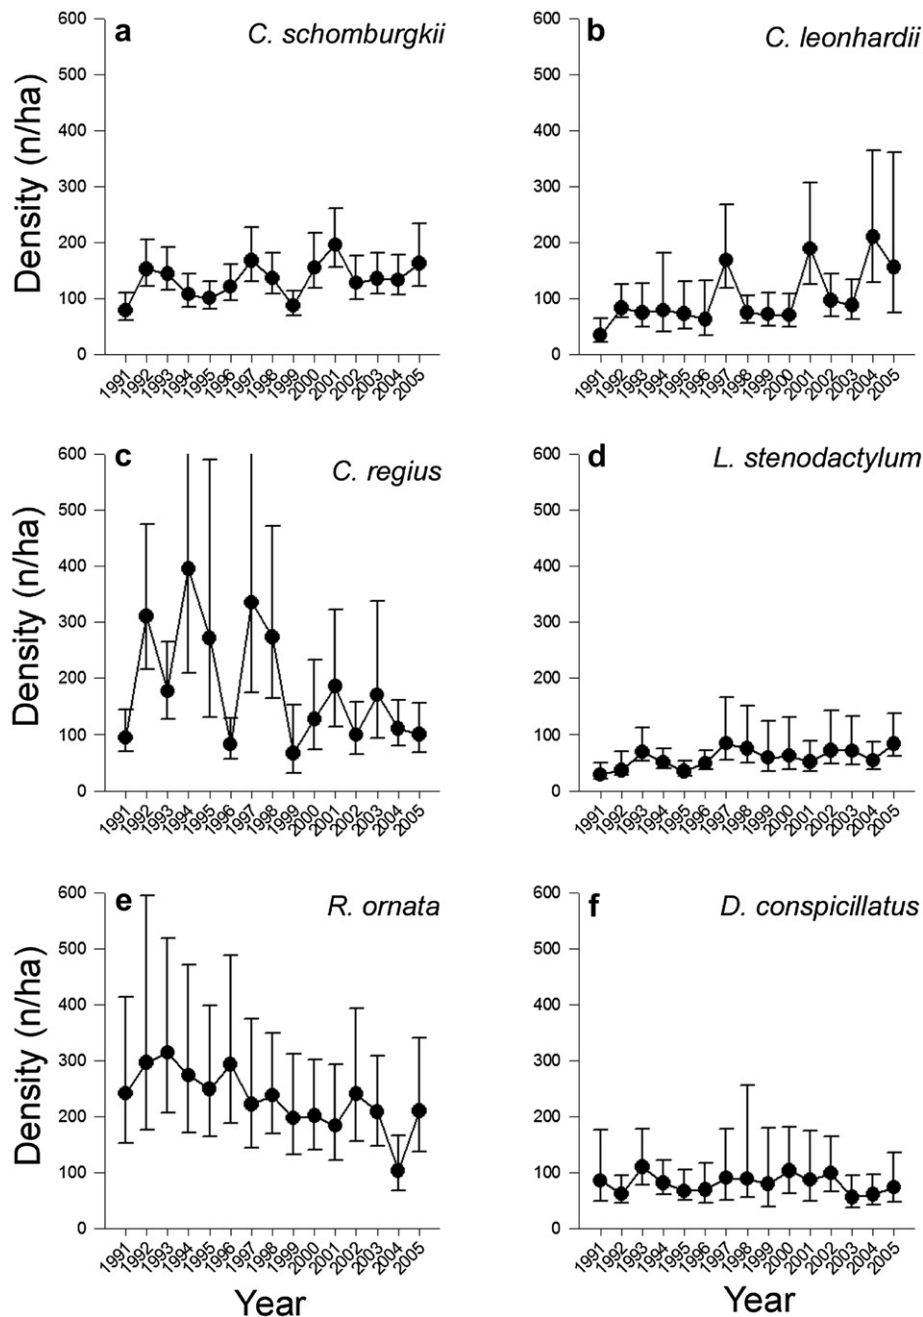 a C. schomburgkii
600
500
400
300
200
100
0
Density (n/ha)
1991 1992 1993 1994 1995 1996 1997 1998 1999 2000 2001 2002 2003 2004 2005
b C. leonhardii
600
500
400
300
200
100
0
1991 1992 1993 1994 1995 1996 1997 1998 1999 2000 2001 2002 2003 2004 2005
c C. regius
600
500
400
300
200
100
0
Density (n/ha)
1991 1992 1993 1994 1995 1996 1997 1998 1999 2000 2001 2002 2003 2004 2005
d L. stenodactylum
600
500
400
300
200
100
0
1991 1992 1993 1994 1995 1996 1997 1998 1999 2000 2001 2002 2003 2004 2005
e R. ornata
600
500
400
300
200
100
0
Density (n/ha)
1991 1992 1993 1994 1995 1996 1997 1998 1999 2000 2001 2002 2003 2004 2005
Year
f D. conspicillatus
600
500
400
300
200
100
0
1991 1992 1993 1994 1995 1996 1997 1998 1999 2000 2001 2002 2003 2004 2005
Year